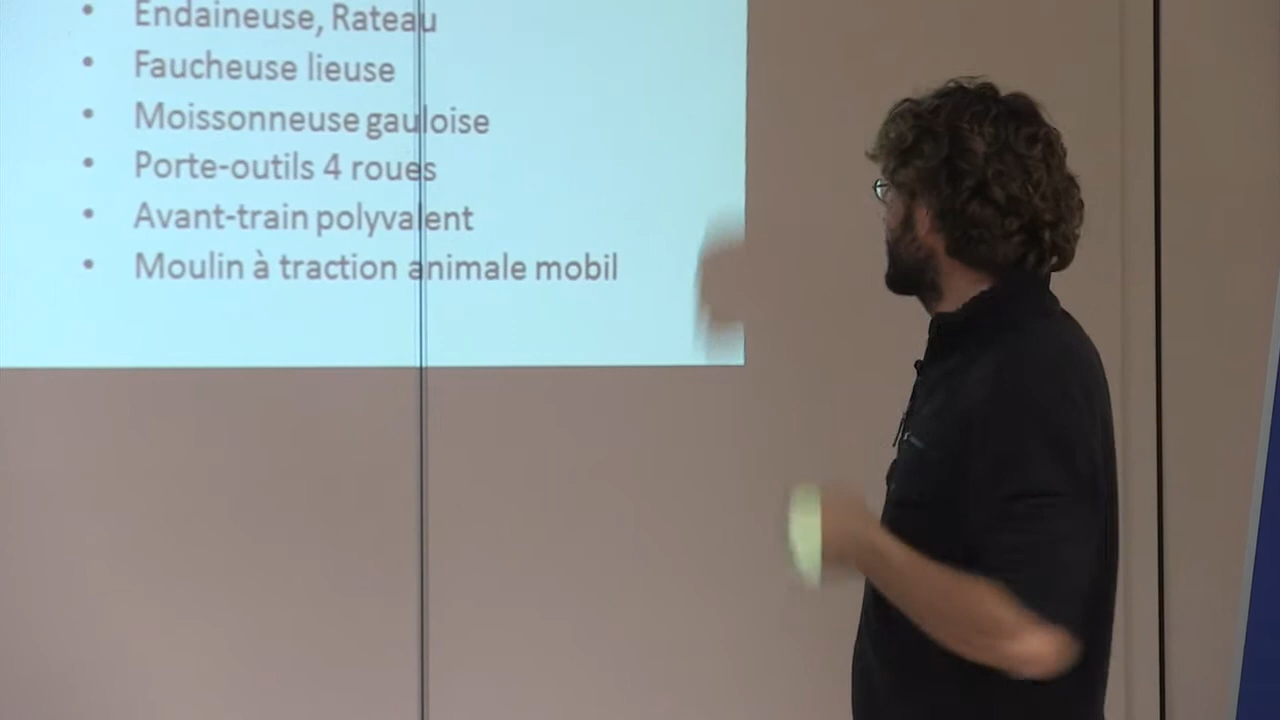 • Endaineuse, Rateau
• Faucheuse lieuse
• Moissonneuse gauloise
• Porte-outils 4 roues
• Avant-train polyvalent
• Moulin à traction animale mobil